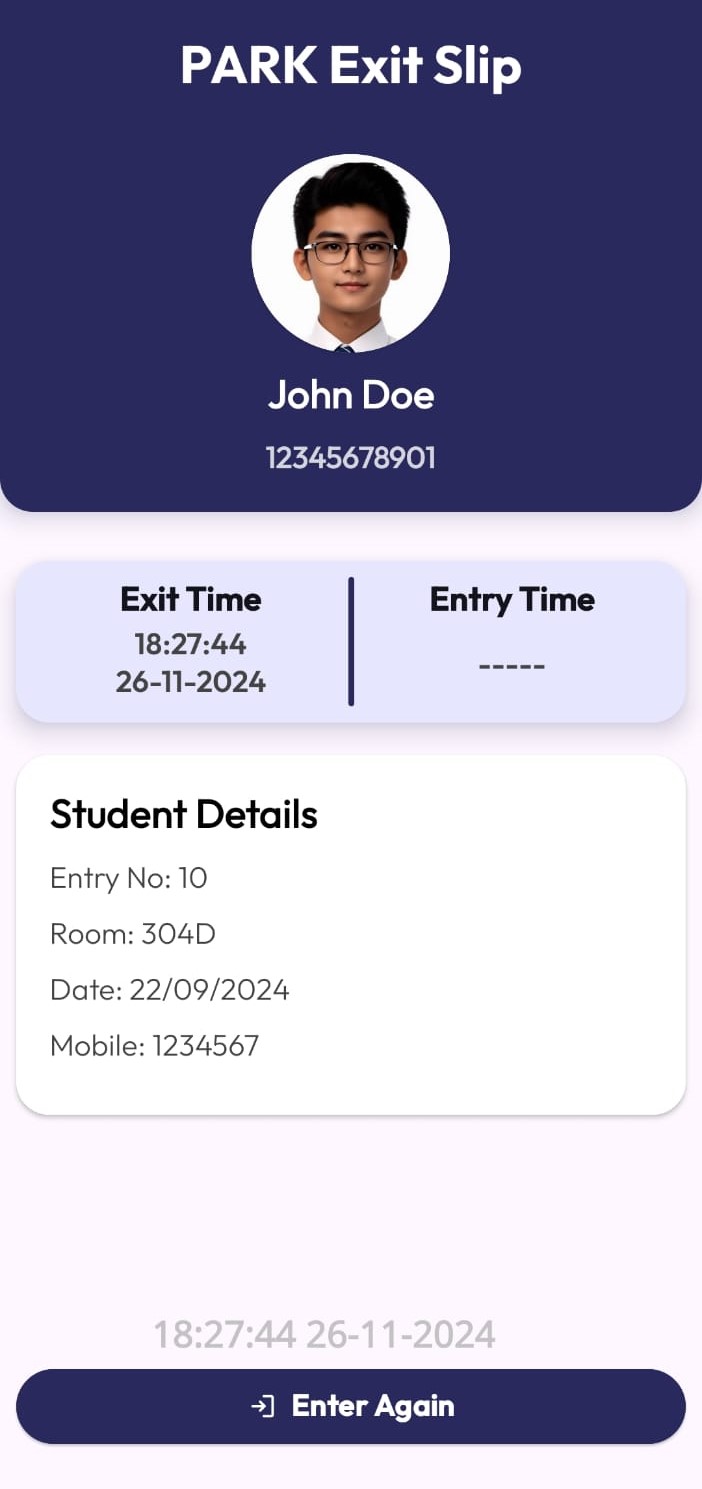 PARK Exit Slip
John Doe
12345678901
Exit Time
18:27:44
26-11-2024
Entry Time
-----
Student Details
Entry No: 10
Room: 304D
Date: 22/09/2024
Mobile: 1234567
18:27:44 26-11-2024
Enter Again